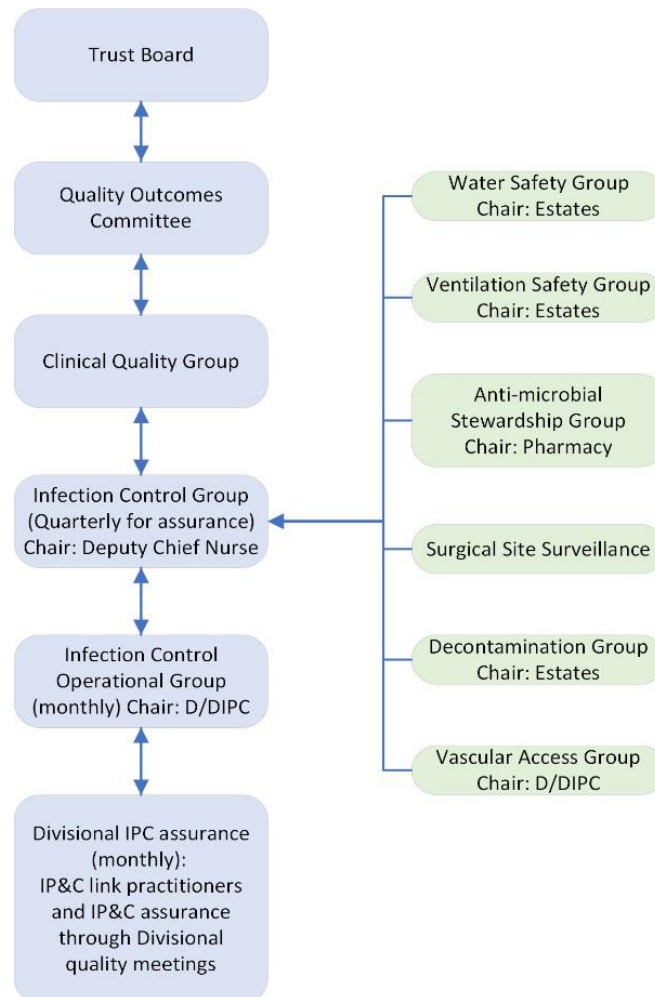 Trust Board
Quality Outcomes
Committee
Clinical Quality Group
Infection Control Group
(Quarterly for assurance)
Chair: Deputy Chief Nurse
Infection Control
Operational Group
(monthly) Chair: D/DIPC
Divisional IPC assurance
(monthly):
IP&C link practitioners
and IP&C assurance
through Divisional
quality meetings
Water Safety Group
Chair: Estates
Ventilation Safety Group
Chair: Estates
Anti-microbial
Stewardship Group
Chair: Pharmacy
Surgical Site Surveillance
Decontamination Group
Chair: Estates
Vascular Access Group
Chair: D/DIPC